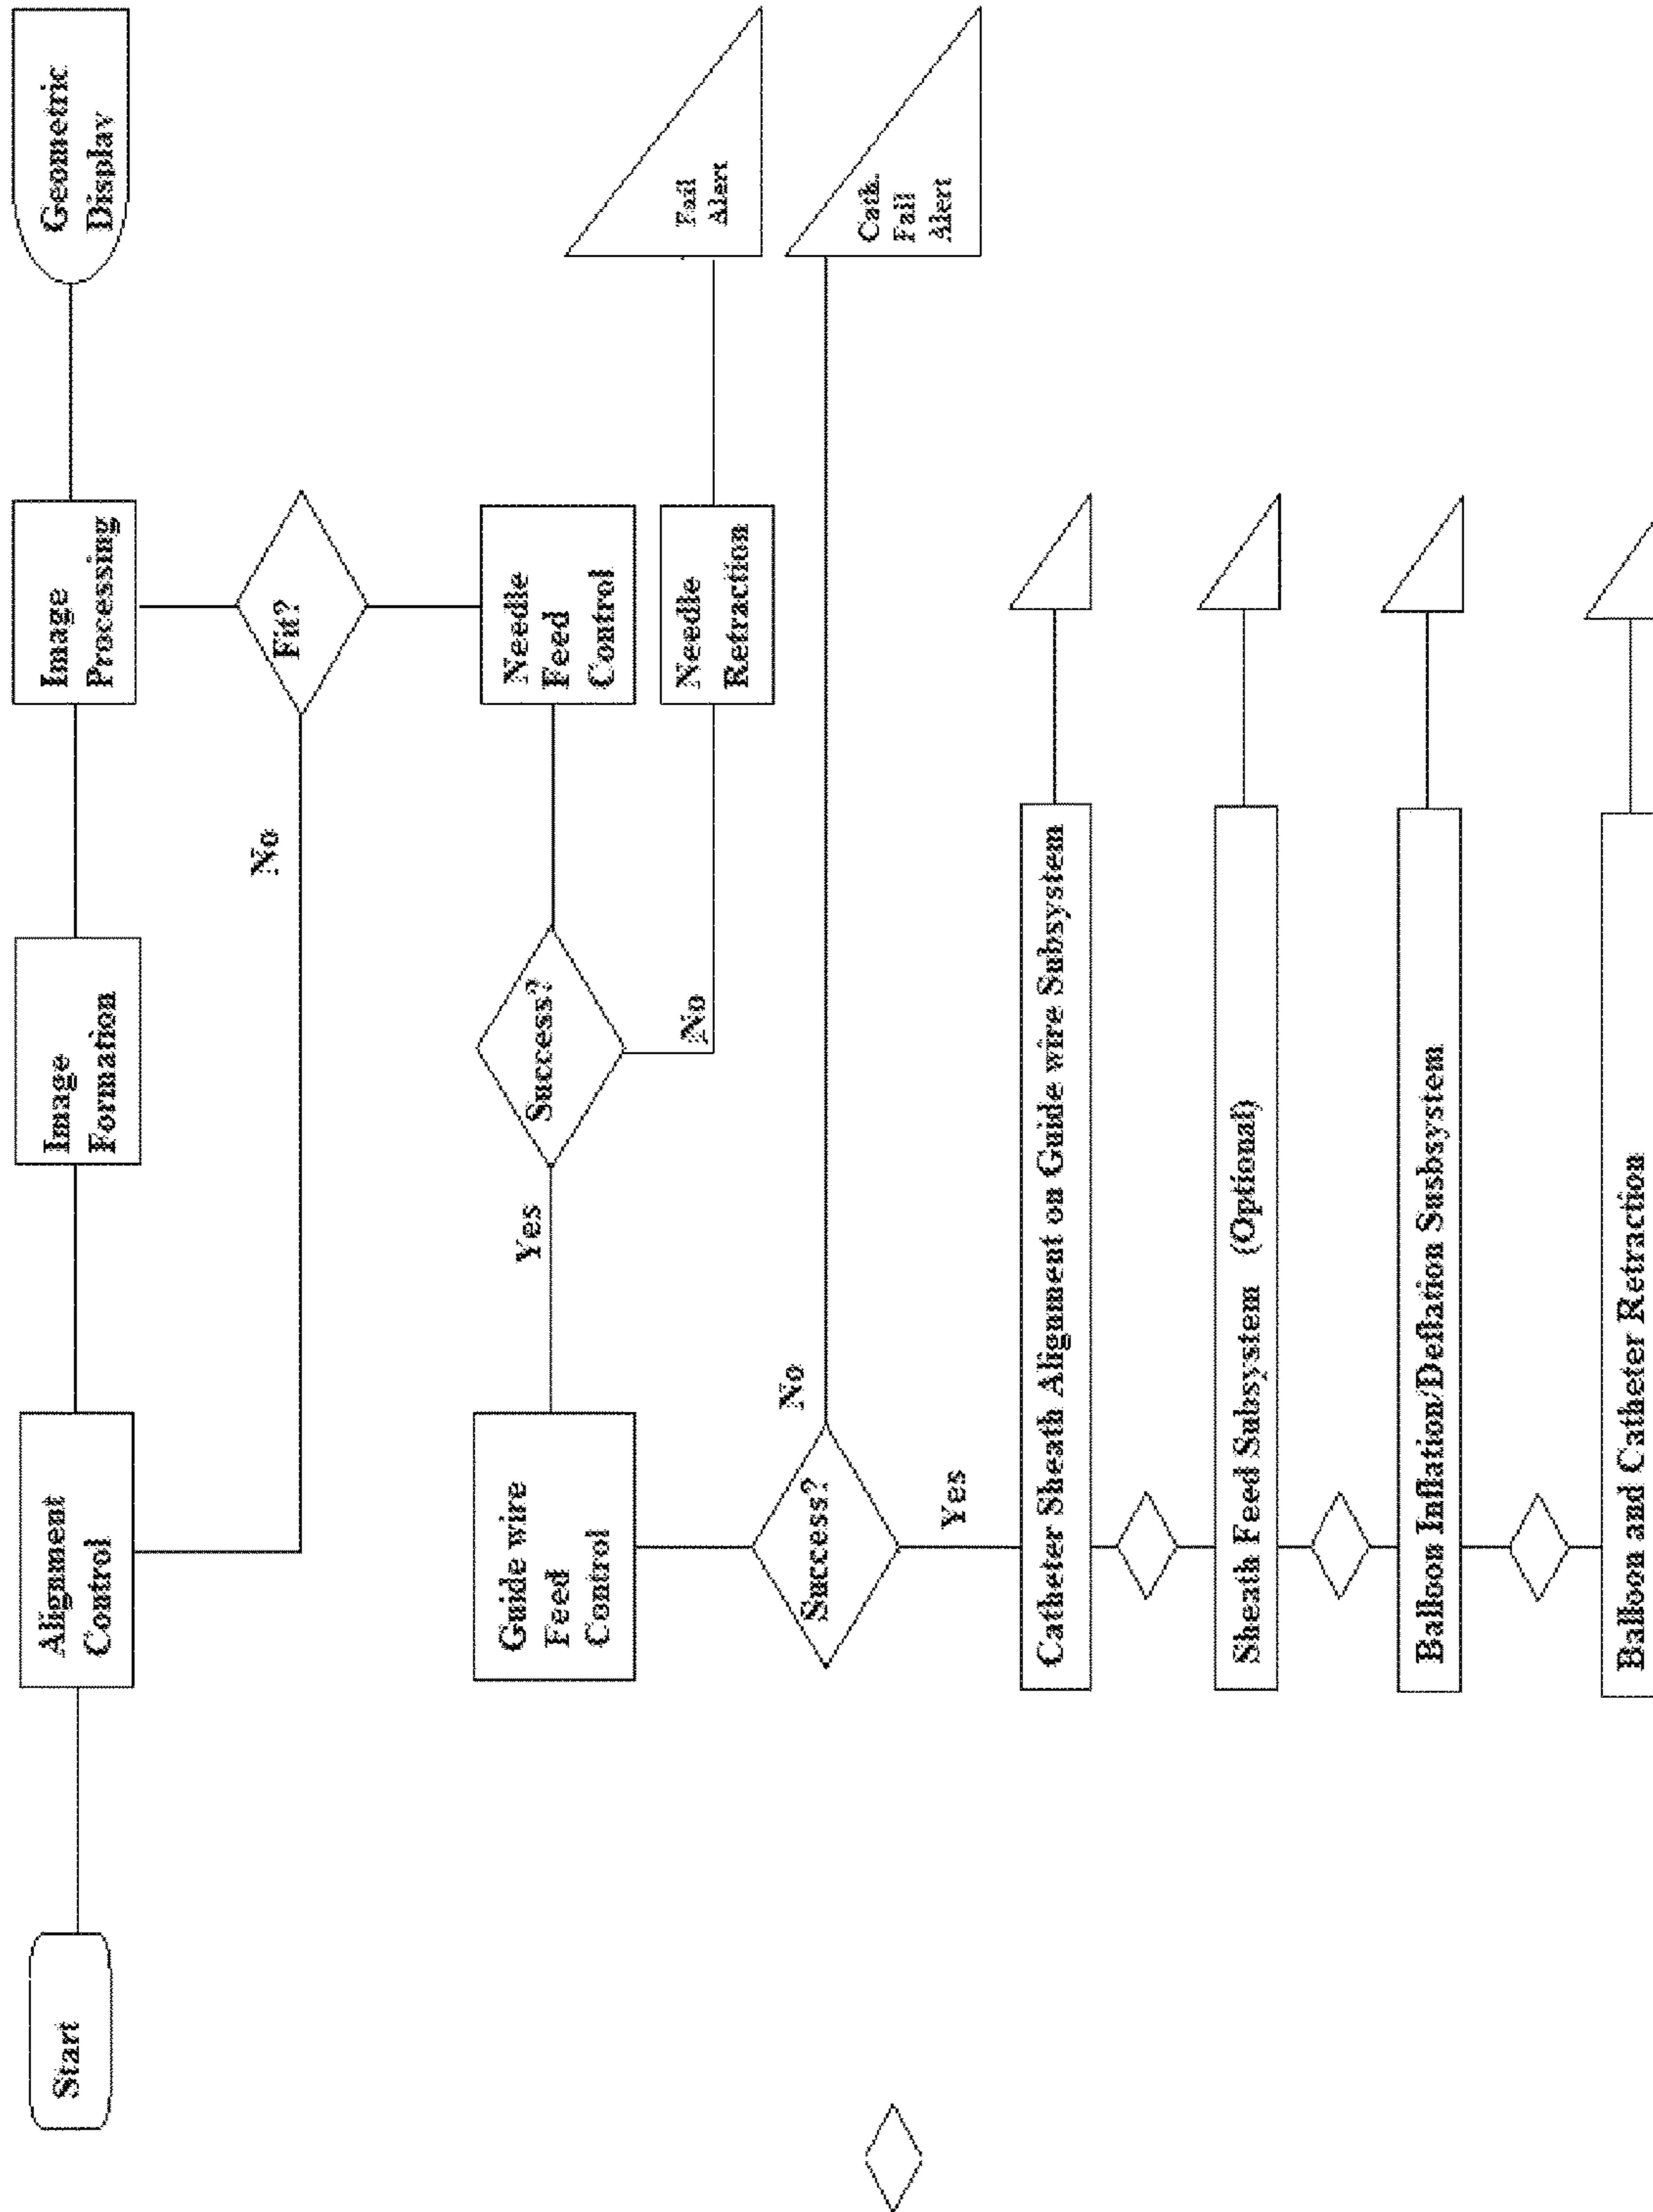 Start
Alignment
Control
Image
Formation
Image
Processing
Geometric
Display
No
Fit?
Guide wire
Feed
Control
Yes
Success?
Needle
Feed
Control
No
Needle
Retraction
Fail
Alert
Success?
No
Cath.
Fail
Alert
Yes
Catheter Sheath Alignment on Guide wire Subsystem
Sheath Feed Subsystem (Optional)
Balloon Inflation/Deflation Susbsystem
Balloon and Catheter Retraction